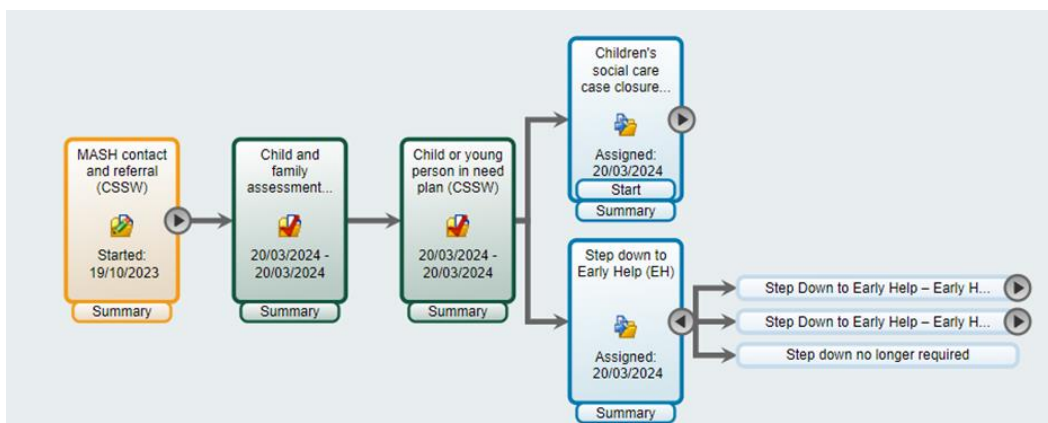 MASH contact
and referral
(CSSW)
Started:
19/10/2023
Summary
Child and
family
assessment...
20/03/2024 -
20/03/2024
Summary
Child or young
person in need
plan (CSSW)
20/03/2024 -
20/03/2024
Summary
Children's
social care
case closure...
Assigned:
20/03/2024
Start
Summary
Step down to
Early Help (EH)
Assigned:
20/03/2024
Summary
Step Down to Early Help – Early H...
Step Down to Early Help – Early H...
Step down no longer required